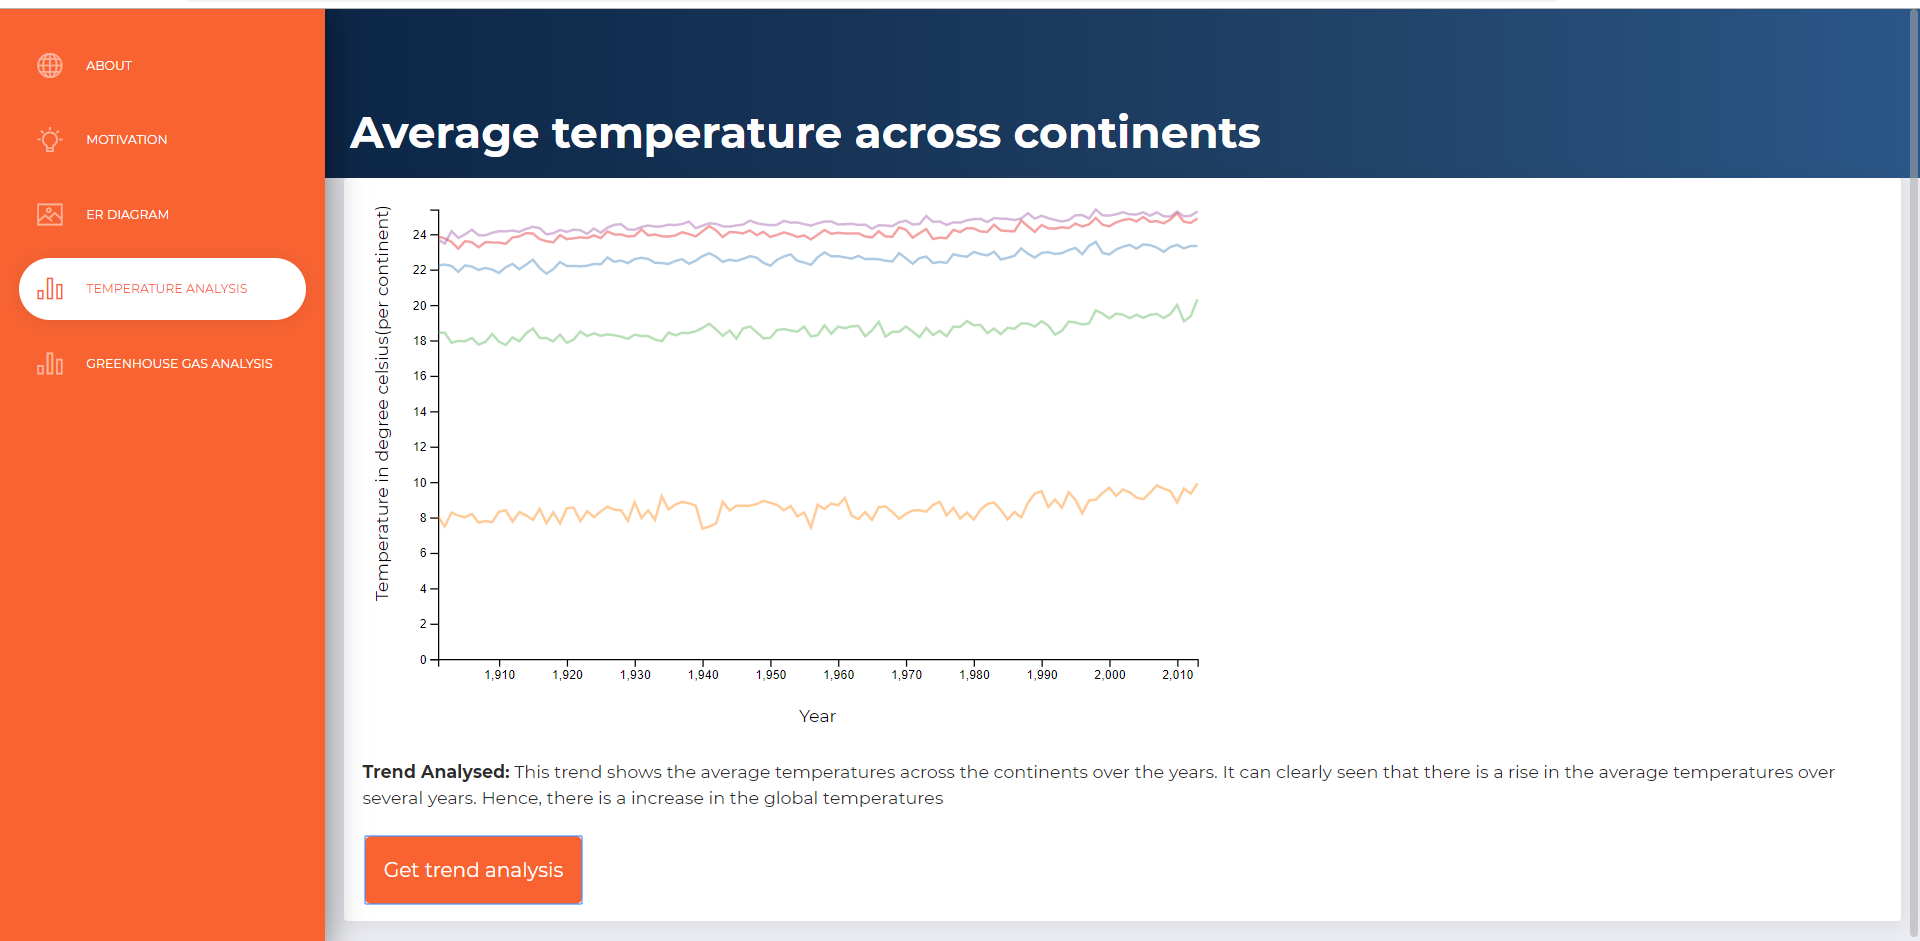 ABOUT
MOTIVATION
ER DIAGRAM
TEMPERATURE ANALYSIS
GREENHOUSE GAS ANALYSIS
Average temperature across continents
Temperature in degree celsius(per continent)
24
22
20
18
16
14
12
10
8
6
4
2
0
1,910 1,920 1,930 1,940 1,950 1,960 1,970 1,980 1,990 2,000 2,010
Year
Trend Analysed: This trend shows the average temperatures across the continents over the years. It can clearly seen that there is a rise in the average temperatures over
several years. Hence, there is a increase in the global temperatures
Get trend analysis